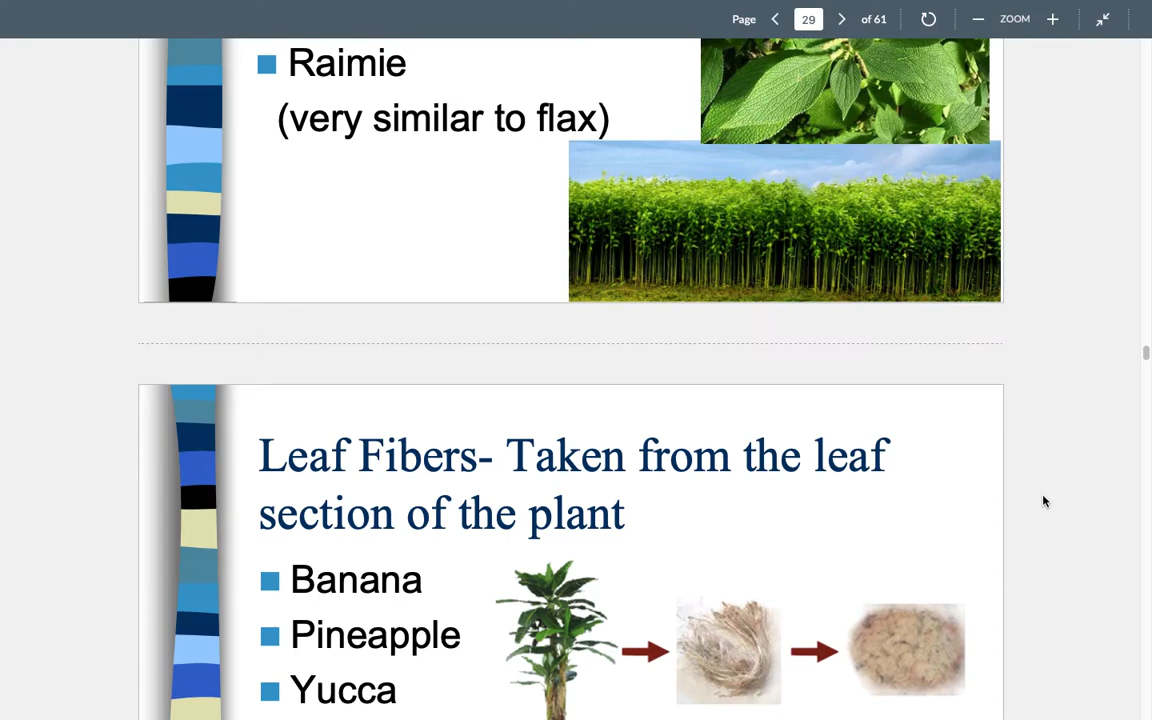 Page 29 of 61 ZOOM
Raimie
(very similar to flax)
Leaf Fibers- Taken from the leaf
section of the plant
Banana
Pineapple
Yucca